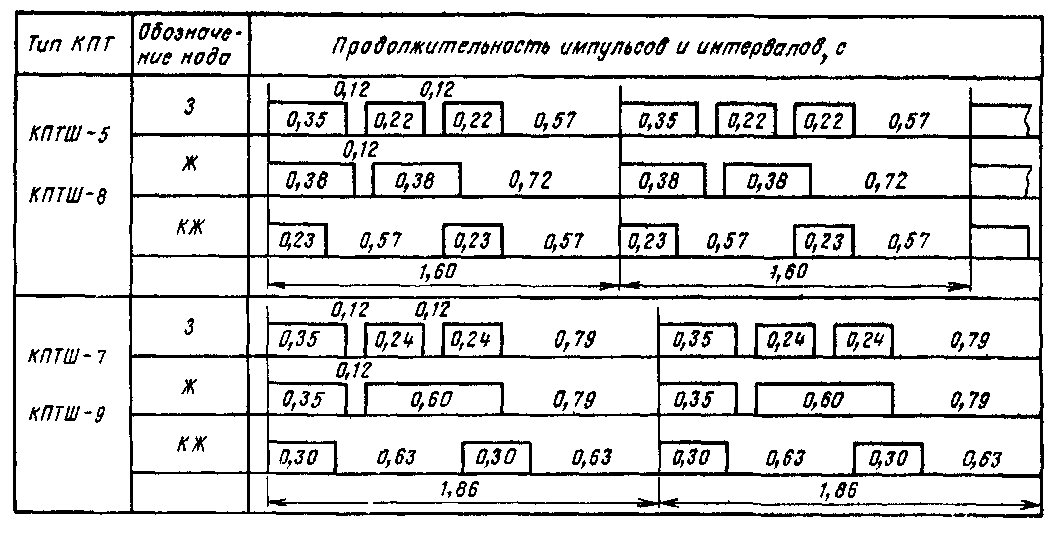 Тип КПТ Обозначе- Продолжительность импульсов и интервалов, с
ние кода
0,12 0,12
З 0,35 0,22 0,22 0,57 0,35 0,22 0,22 0,57
КПТШ-5
0,12
Ж 0,38 0,38 0,72 0,38 0,38 0,72
КПТШ-8
КЖ 0,23 0,57 0,23 0,57 0,23 0,57 0,23 0,57
1,60 1,60
0,12 0,12
З 0,35 0,24 0,24 0,79 0,35 0,24 0,24 0,79
КПТШ-7
0,12
Ж 0,35 0,60 0,79 0,35 0,60 0,79
КПТШ-9
КЖ 0,30 0,63 0,30 0,63 0,30 0,63 0,30 0,63
1,86 1,86